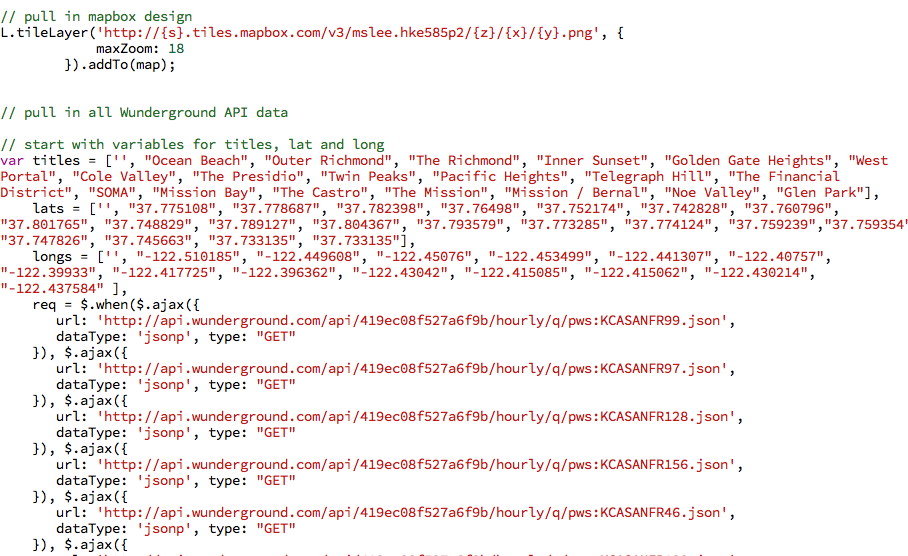 // pull in mapbox design
L.tileLayer('http://{s}.tiles.mapbox.com/v3/mslee.hke585p2/{z}/{x}/{y}.png', {
            maxZoom: 18
        }).addTo(map);
// pull in all Wunderground API data
// start with variables for titles, lat and long
var titles = ['', "Ocean Beach", "Outer Richmond", "The Richmond", "Inner Sunset", "Golden Gate Heights", "West
Portal", "Cole Valley", "The Presidio", "Twin Peaks", "Pacific Heights", "Telegraph Hill", "The Financial
District", "SOMA", "Mission Bay", "The Castro", "The Mission", "Mission / Bernal", "Noe Valley", "Glen Park"],
    lats = ['', "37.775108", "37.778687", "37.782398", "37.76498", "37.752174", "37.742828", "37.760796",
"37.801765", "37.748829", "37.789127", "37.804367", "37.793579", "37.773285", "37.774124", "37.759239","37.759354"
"37.747826", "37.745663", "37.733135", "37.733135"],
    longs = ['', "-122.510185", "-122.449608", "-122.45076", "-122.453499", "-122.441307", "-122.40757",
"-122.39933", "-122.417725", "-122.396362", "-122.43042", "-122.415085", "-122.415062", "-122.430214",
"-122.437584" ],
    req = $.when($.ajax({
       url: 'http://api.wunderground.com/api/419ec08f527a6f9b/hourly/q/pws:KCASANFR99.json',
       dataType: 'jsonp', type: "GET"
    }), $.ajax({
       url: 'http://api.wunderground.com/api/419ec08f527a6f9b/hourly/q/pws:KCASANFR97.json',
       dataType: 'jsonp', type: "GET"
    }), $.ajax({
       url: 'http://api.wunderground.com/api/419ec08f527a6f9b/hourly/q/pws:KCASANFR128.json',
       dataType: 'jsonp', type: "GET"
    }), $.ajax({
       url: 'http://api.wunderground.com/api/419ec08f527a6f9b/hourly/q/pws:KCASANFR156.json',
       dataType: 'jsonp', type: "GET"
    }), $.ajax({
       url: 'http://api.wunderground.com/api/419ec08f527a6f9b/hourly/q/pws:KCASANFR46.json',
       dataType: 'jsonp', type: "GET"
    }), $.ajax({